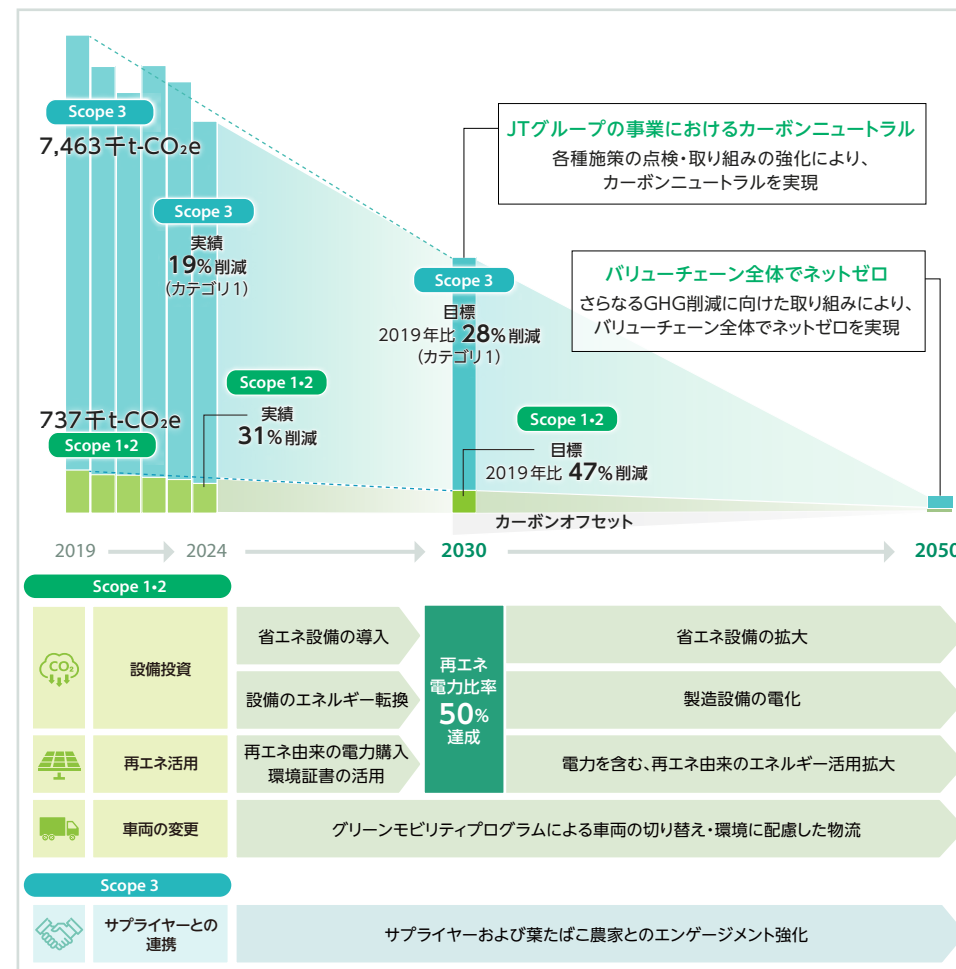 Scope 3
7,463千t-CO₂e
Scope 3
実績
19%削減
(カテゴリ1)
737千t-CO₂e
Scope 1•2
Scope 1•2
実績
31%削減
JTグループの事業におけるカーボンニュートラル
各種施策の点検・取り組みの強化により、
カーボンニュートラルを実現
Scope 3
目標
2019年比 28%削減
(カテゴリ1)
バリューチェーン全体でネットゼロ
さらなるGHG削減に向けた取り組みにより、
バリューチェーン全体でネットゼロを実現
Scope 1•2
目標
2019年比 47%削減
カーボンオフセット
2019 2024 2030 2050
Scope 1•2
CO₂
設備投資
省エネ設備の導入
設備のエネルギー転換
再エネ
電力比率
50%
達成
省エネ設備の拡大
製造設備の電化
再エネ活用
再エネ由来の電力購入
環境証書の活用
電力を含む、再エネ由来のエネルギー活用拡大
車両の変更
グリーンモビリティプログラムによる車両の切り替え・環境に配慮した物流
Scope 3
サプライヤーとの
連携
サプライヤーおよび葉たばこ農家とのエンゲージメント強化